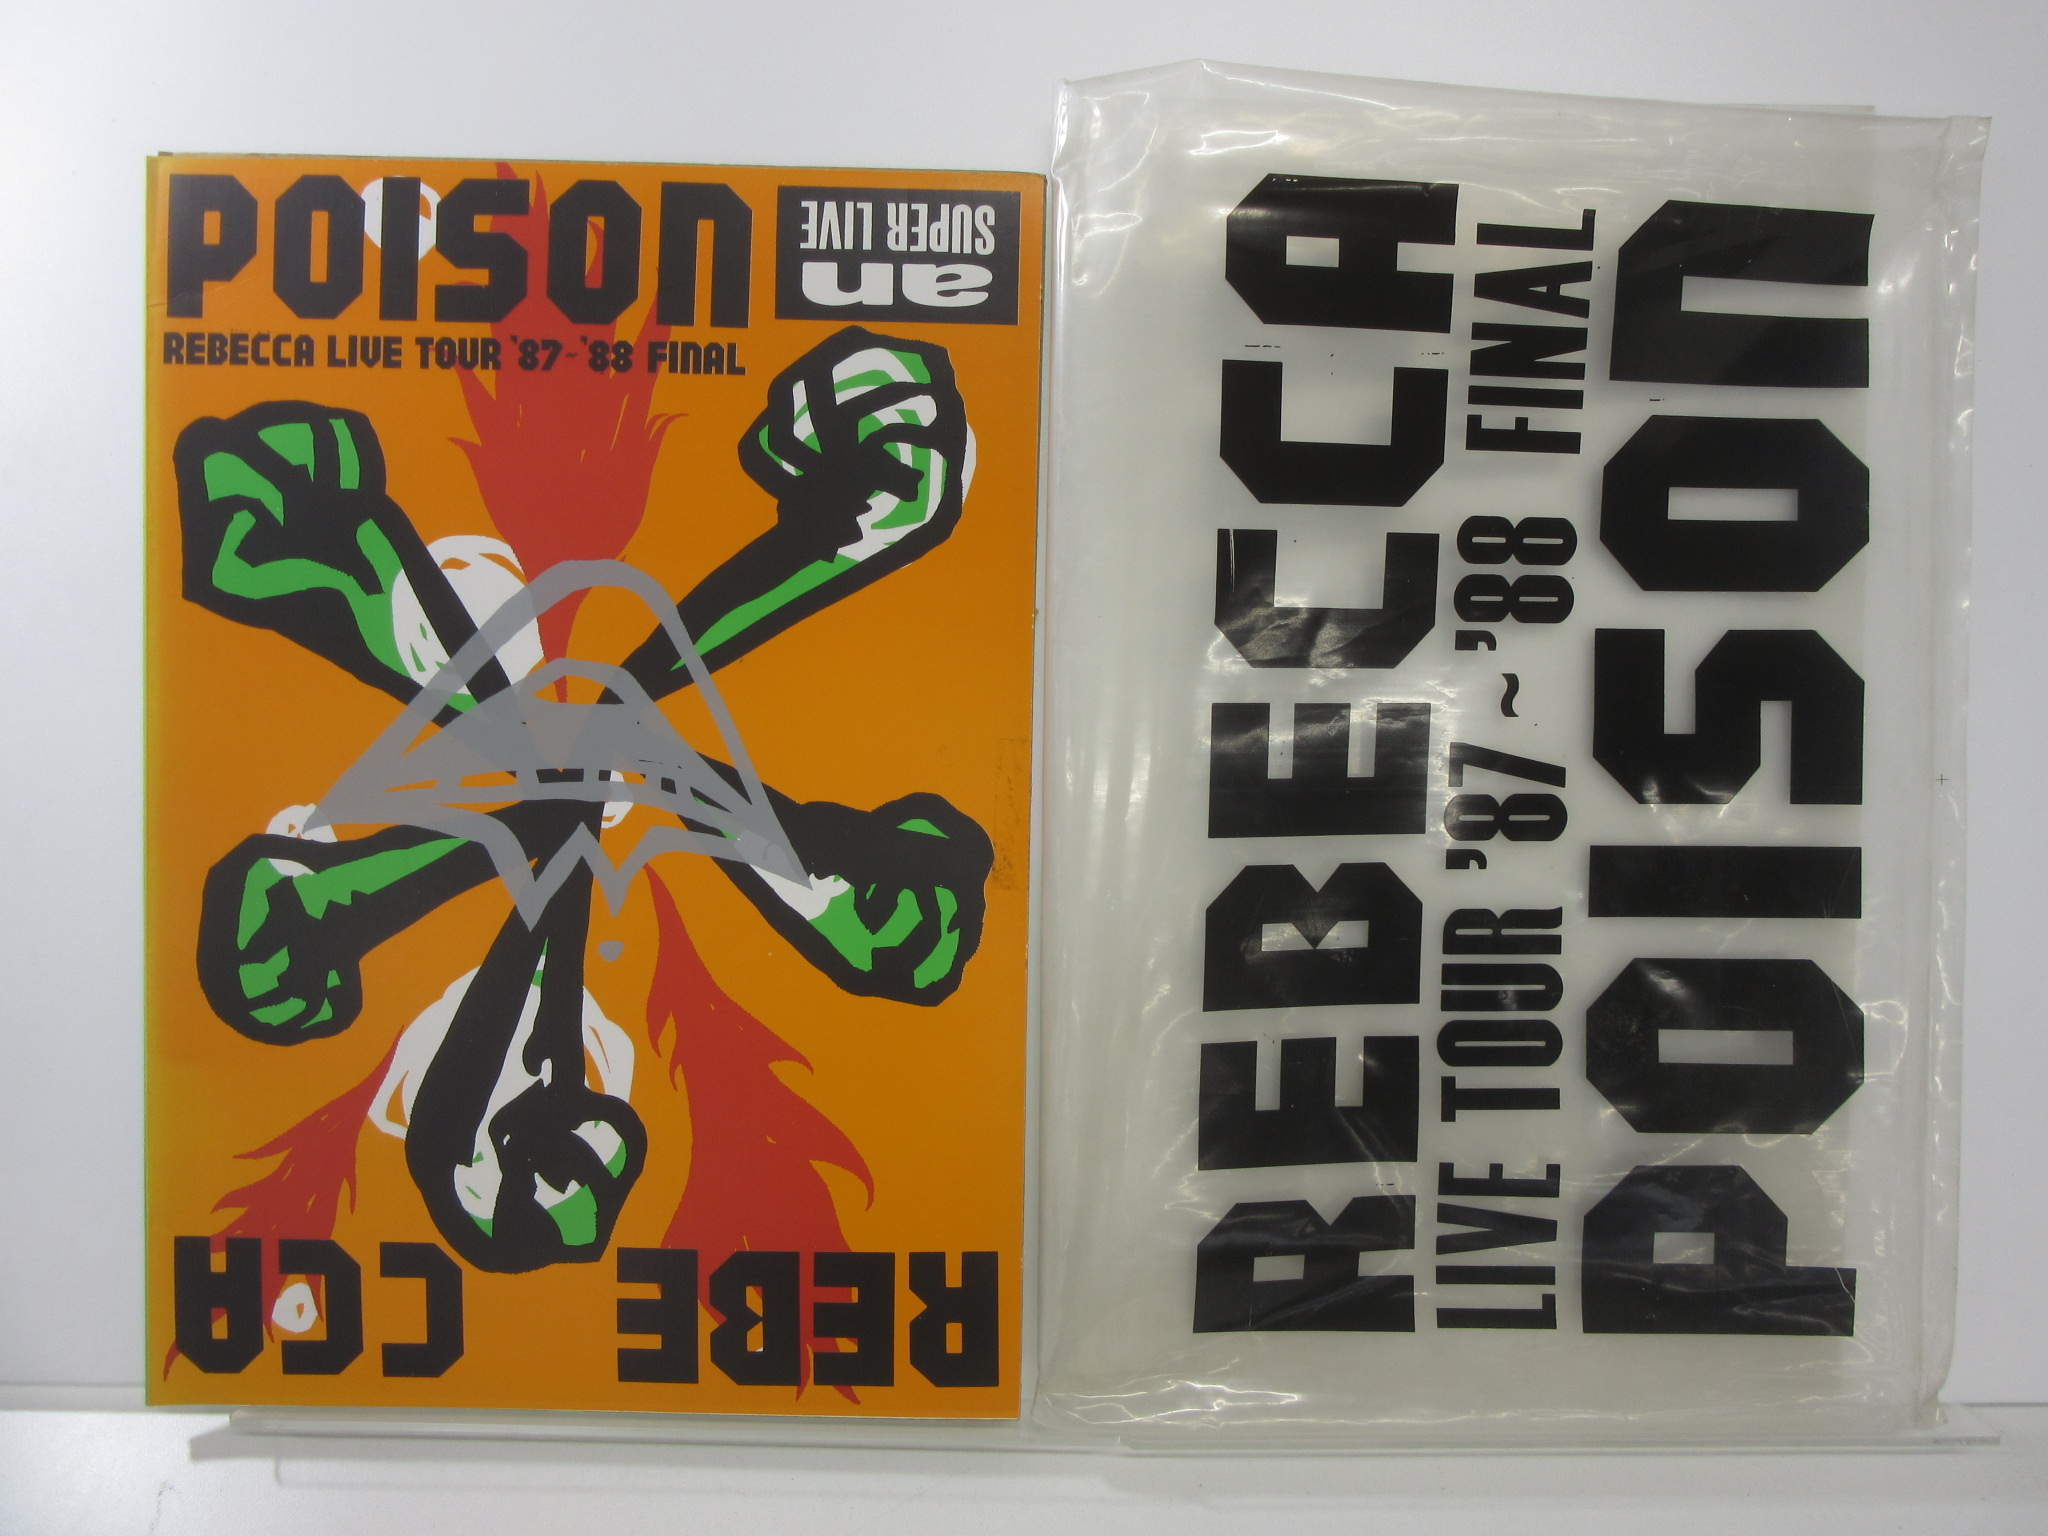 POISON
REBECCA LIVE TOUR '87~'88 FINAL
an
SUPER LIVE
REBE CCA
REBECCA
LIVE TOUR '87 ~ '88 FINAL
POISON